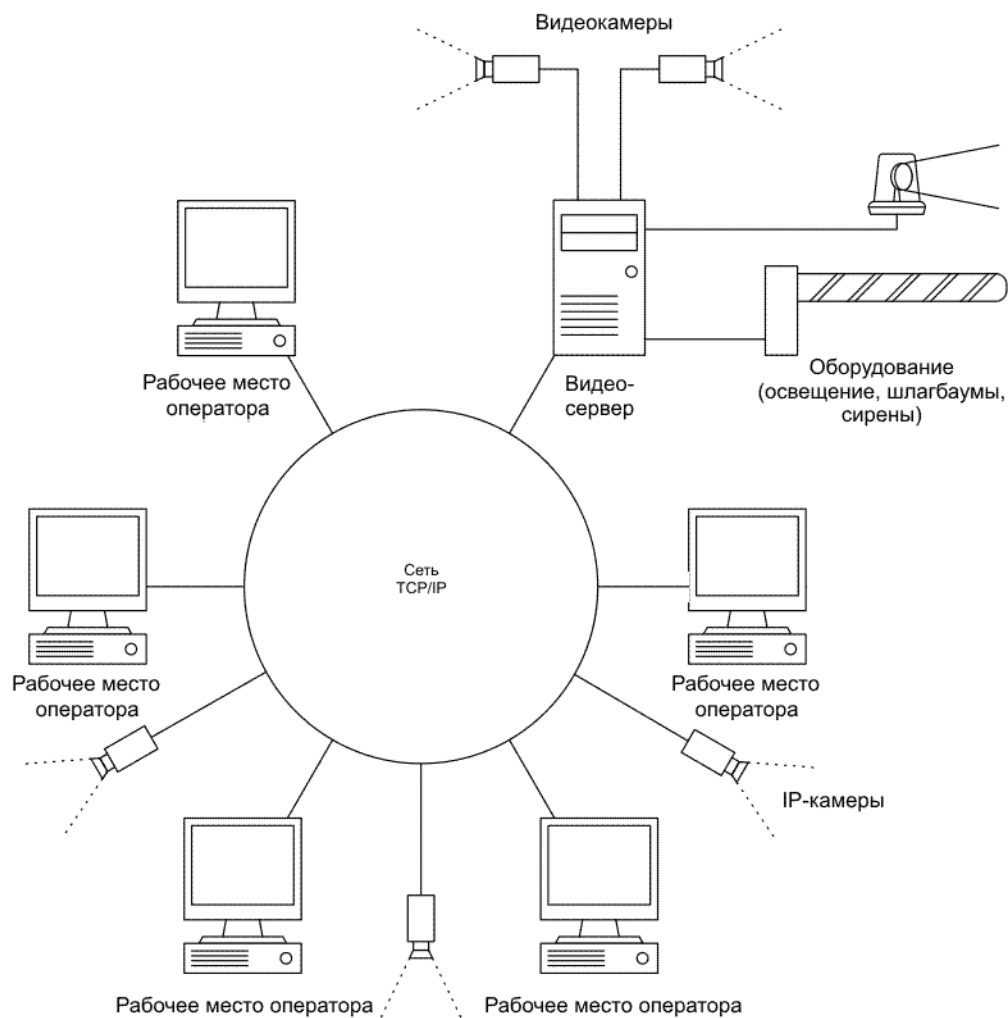 Видеокамеры
Рабочее место
оператора
Видео-
сервер
Оборудование
(освещение, шлагбаумы,
сирены)
Сеть
TCP/IP
Рабочее место
оператора
Рабочее место
оператора
IP-камеры
Рабочее место оператора
Рабочее место оператора